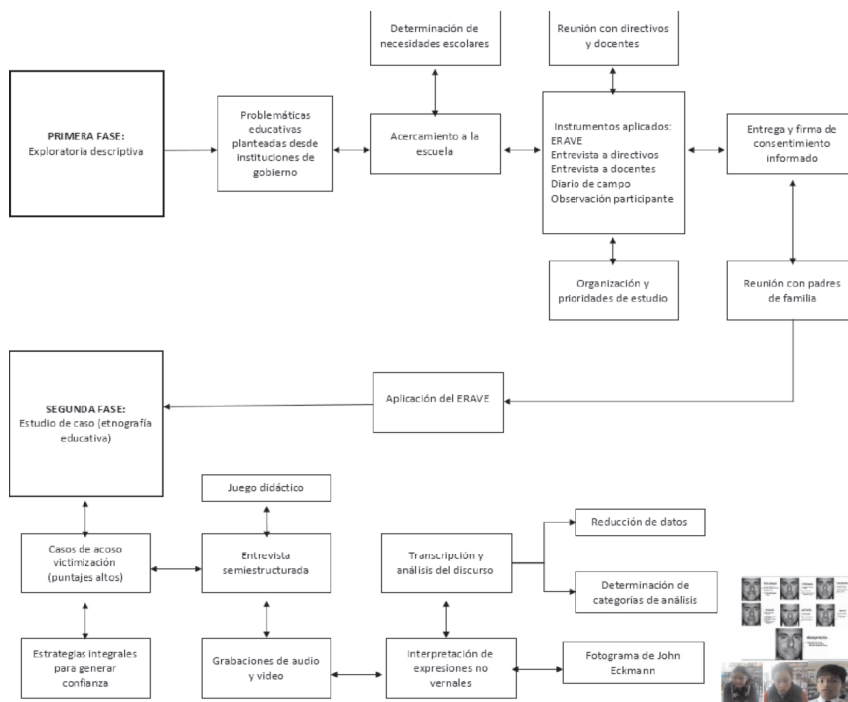 Determinación de
necesidades escolares
Reunión con directivos
y docentes
PRIMERA FASE:
Exploratoria descriptiva
Problemáticas
educativas
planteadas desde
instituciones de
gobierno
Acercamiento a la
escuela
Instrumentos aplicados:
ERAVE
Entrevista a directivos
Entrevista a docentes
Diario de campo
Observación participante
Entrega y firma de
consentimiento
informado
Organización y
prioridades de estudio
Reunión con padres
de familia
SEGUNDA FASE:
Estudio de caso (etnografía
educativa)
Aplicación del ERAVE
Juego didáctico
Casos de acoso
victimización
(puntajes altos)
Entrevista
semiestructurada
Transcripción y
análisis del discurso
Reducción de datos
Determinación de
categorías de análisis
Estrategias integrales
para generar
confianza
Grabaciones de audio
y video
Interpretación de
expresiones no
vernales
Fotograma de John
Eckmann
desprecio